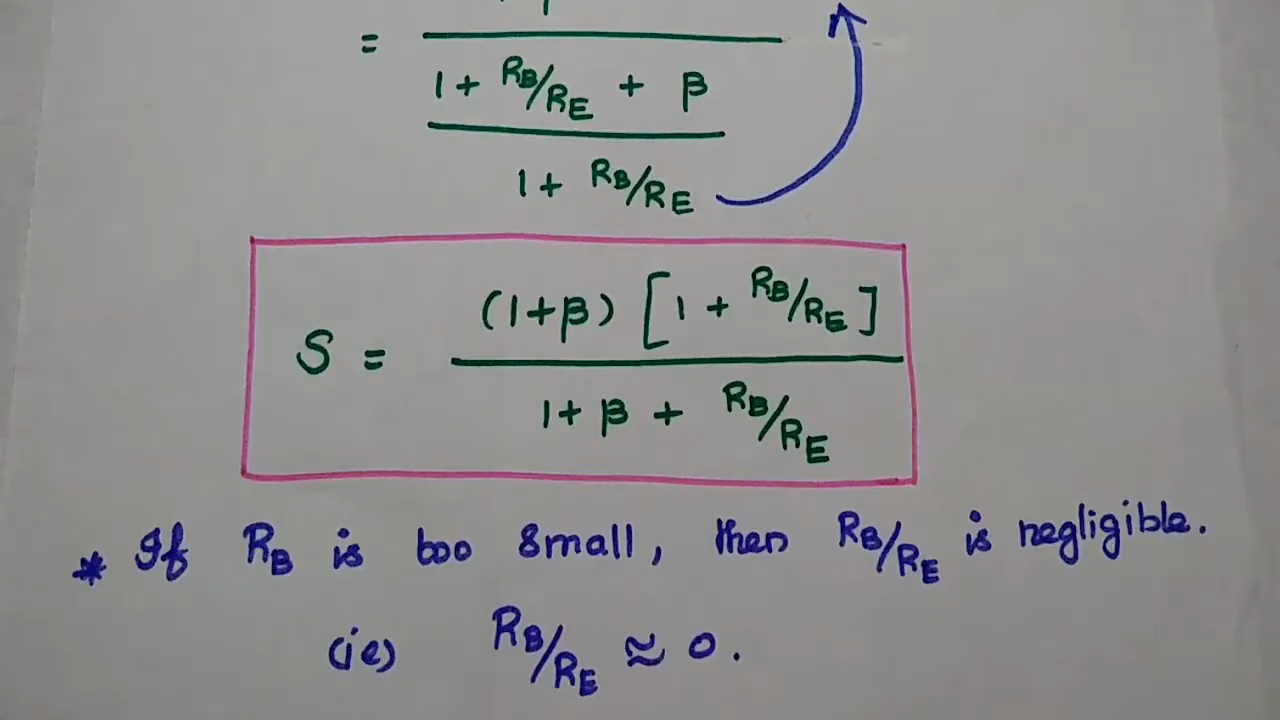 =
1 + RB/RE + β
1 + RB/RE
S = (1+β) [1 + RB/RE]
1 + β + RB/RE
* If RB is too small, then RB/RE is negligible.
(ie) RB/RE ≈ 0.